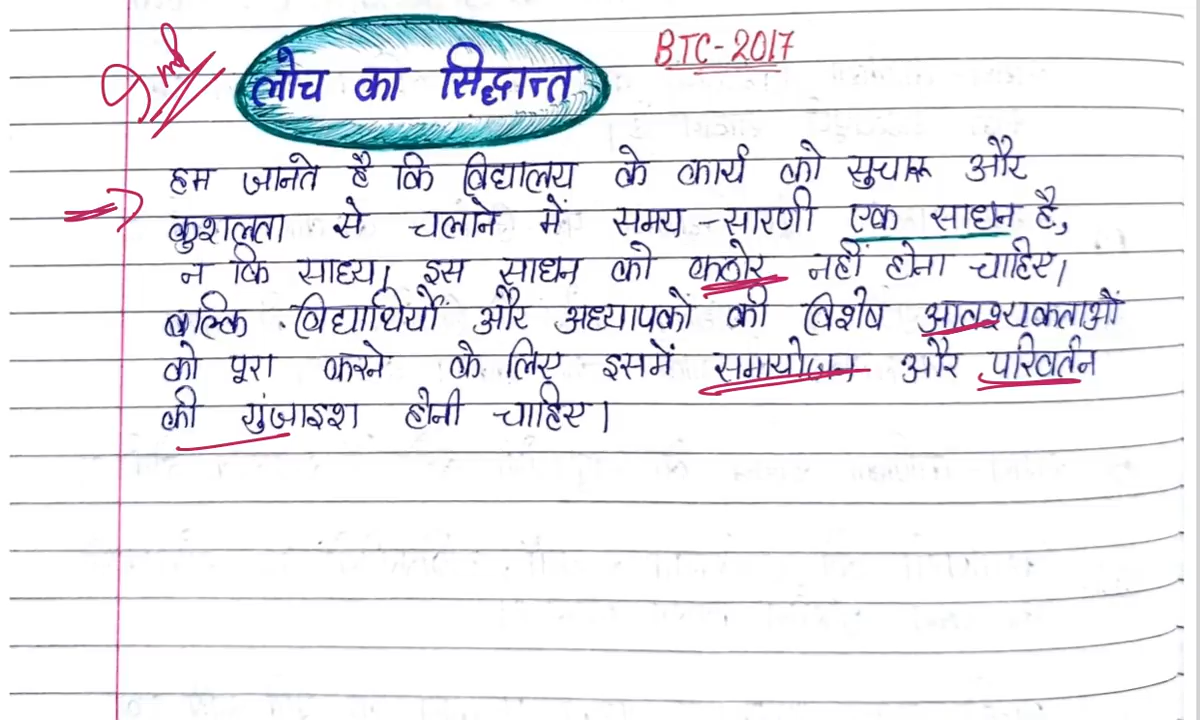 2nd
लोच का सिद्धान्त
BTC-2017
हम जानते है कि विद्यालय के कार्य को सुचारू और
कुशलता से चलाने में समय-सारणी एक साधन है,
न कि साध्य। इस साधन को कठोर नहीं होना चाहिए।
बल्कि विद्यार्थियों और अध्यापकों की विशेष आवश्यकताओं
को पूरा करने के लिए इसमें समायोजन और परिवर्तन
की गुंजाइश होनी चाहिए।